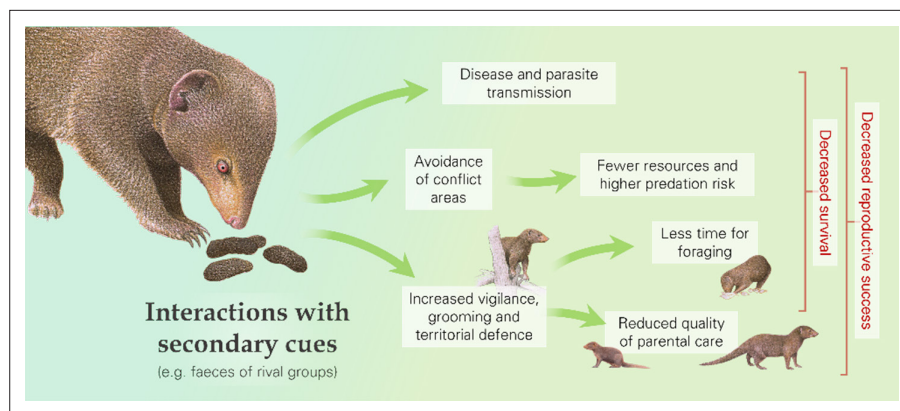 Disease and parasite
transmission
Avoidance
of conflict
areas
Fewer resources and
higher predation risk
Less time for
foraging
Increased vigilance,
grooming and
territorial defence
Reduced quality
of parental care
Interactions with
secondary cues
(e.g. faeces of rival groups)
Decreased survival
Decreased reproductive success